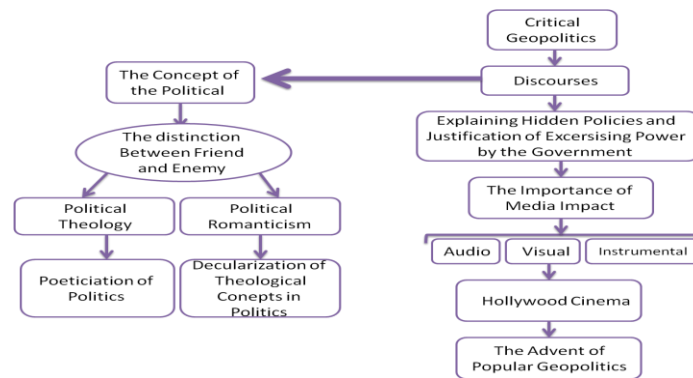 Critical
Geopolitics
Discourses
Explaining Hidden Policies and
Justification of Excersising Power
by the Government
The Importance of
Media Impact
Audio
Visual
Instrumental
Hollywood Cinema
The Advent of
Popular Geopolitics
The Concept of
the Political
The distinction
Between Friend
and Enemy
Political
Theology
Political
Romanticism
Poeticiation of
Politics
Decularization of
Theological
Conepts in
Politics